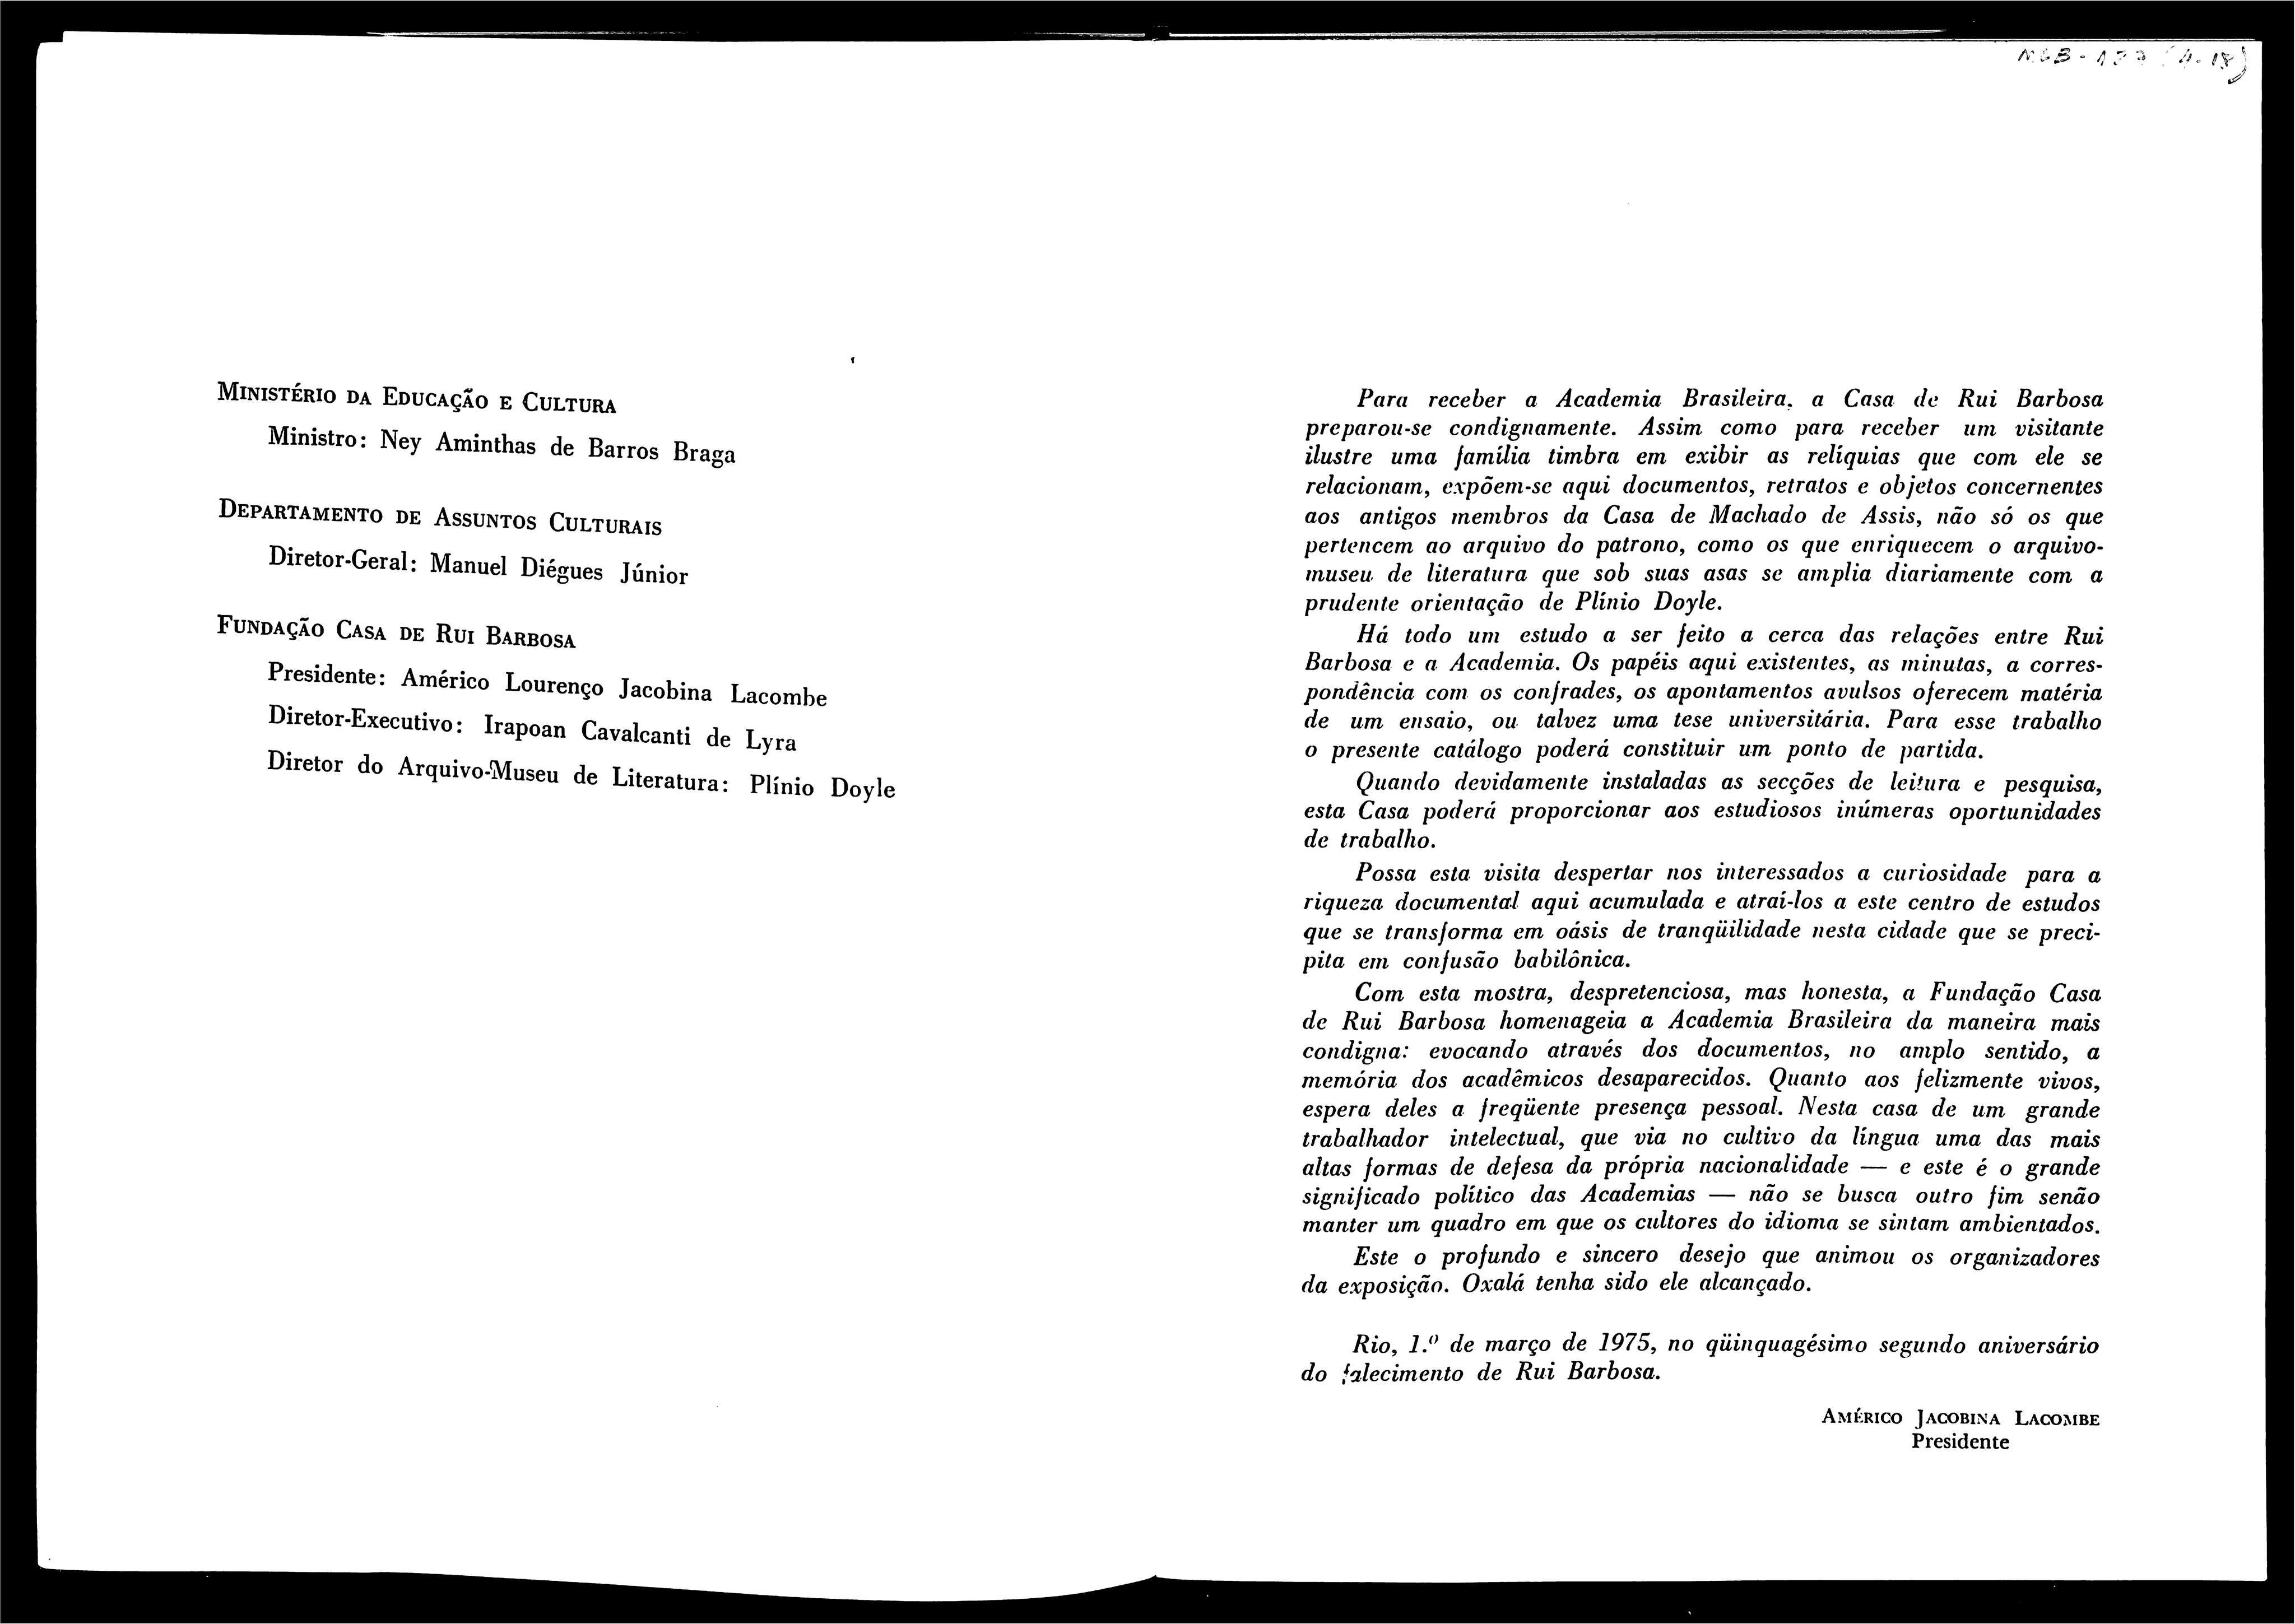 MINISTÉRIO DA EDUCAÇÃO E CULTURA
Ministro: Ney Aminthas de Barros Braga
DEPARTAMENTO DE ASSUNTOS CULTURAIS
Diretor-Geral: Manuel Diégues Júnior
FUNDAÇÃO CASA DE RUI BARBOSA
Presidente: Américo Lourenço Jacobina Lacombe
Diretor-Executivo: Irapoan Cavalcanti de Lyra
Diretor do Arquivo-Museu de Literatura: Plínio Doyle
Para receber a Academia Brasileira, a Casa de Rui Barbosa
preparou-se condignamente. Assim como para receber um visitante
ilustre uma família timbra em exibir as relíquias que com ele se
relacionam, expõem-se aqui documentos, retratos e objetos concernentes
aos antigos membros da Casa de Machado de Assis, não só os que
pertencem ao arquivo do patrono, como os que enriquecem o arquivo-
museu de literatura que sob suas asas se amplia diariamente com a
prudente orientação de Plínio Doyle.
Há todo um estudo a ser feito a cerca das relações entre Rui
Barbosa e a Academia. Os papéis aqui existentes, as minutas, a corres-
pondência com os confrades, os apontamentos avulsos oferecem matéria
de um ensaio, ou talvez uma tese universitária. Para esse trabalho
o presente catálogo poderá constituir um ponto de partida.
Quando devidamente instaladas as secções de leitura e pesquisa,
esta Casa poderá proporcionar aos estudiosos inúmeras oportunidades
de trabalho.
Possa esta visita despertar nos interessados a curiosidade para a
riqueza documental aqui acumulada e atraí-los a este centro de estudos
que se transforma em oásis de tranqüilidade nesta cidade que se preci-
pita em confusão babilônica.
Com esta mostra, despretenciosa, mas honesta, a Fundação Casa
de Rui Barbosa homenageia a Academia Brasileira da maneira mais
condigna: evocando através dos documentos, no amplo sentido, a
memória dos acadêmicos desaparecidos. Quanto aos felizmente vivos,
espera deles a freqüente presença pessoal. Nesta casa de um grande
trabalhador intelectual, que via no cultivo da língua uma das mais
altas formas de defesa da própria nacionalidade — e este é o grande
significado político das Academias — não se busca outro fim senão
manter um quadro em que os cultores do idioma se sintam ambientados.
Este o profundo e sincero desejo que animou os organizadores
da exposição. Oxalá tenha sido ele alcançado.
Rio, 1.º de março de 1975, no qüinquagésimo segundo aniversário
do falecimento de Rui Barbosa.
AMÉRICO JACOBINA LACOMBE
Presidente